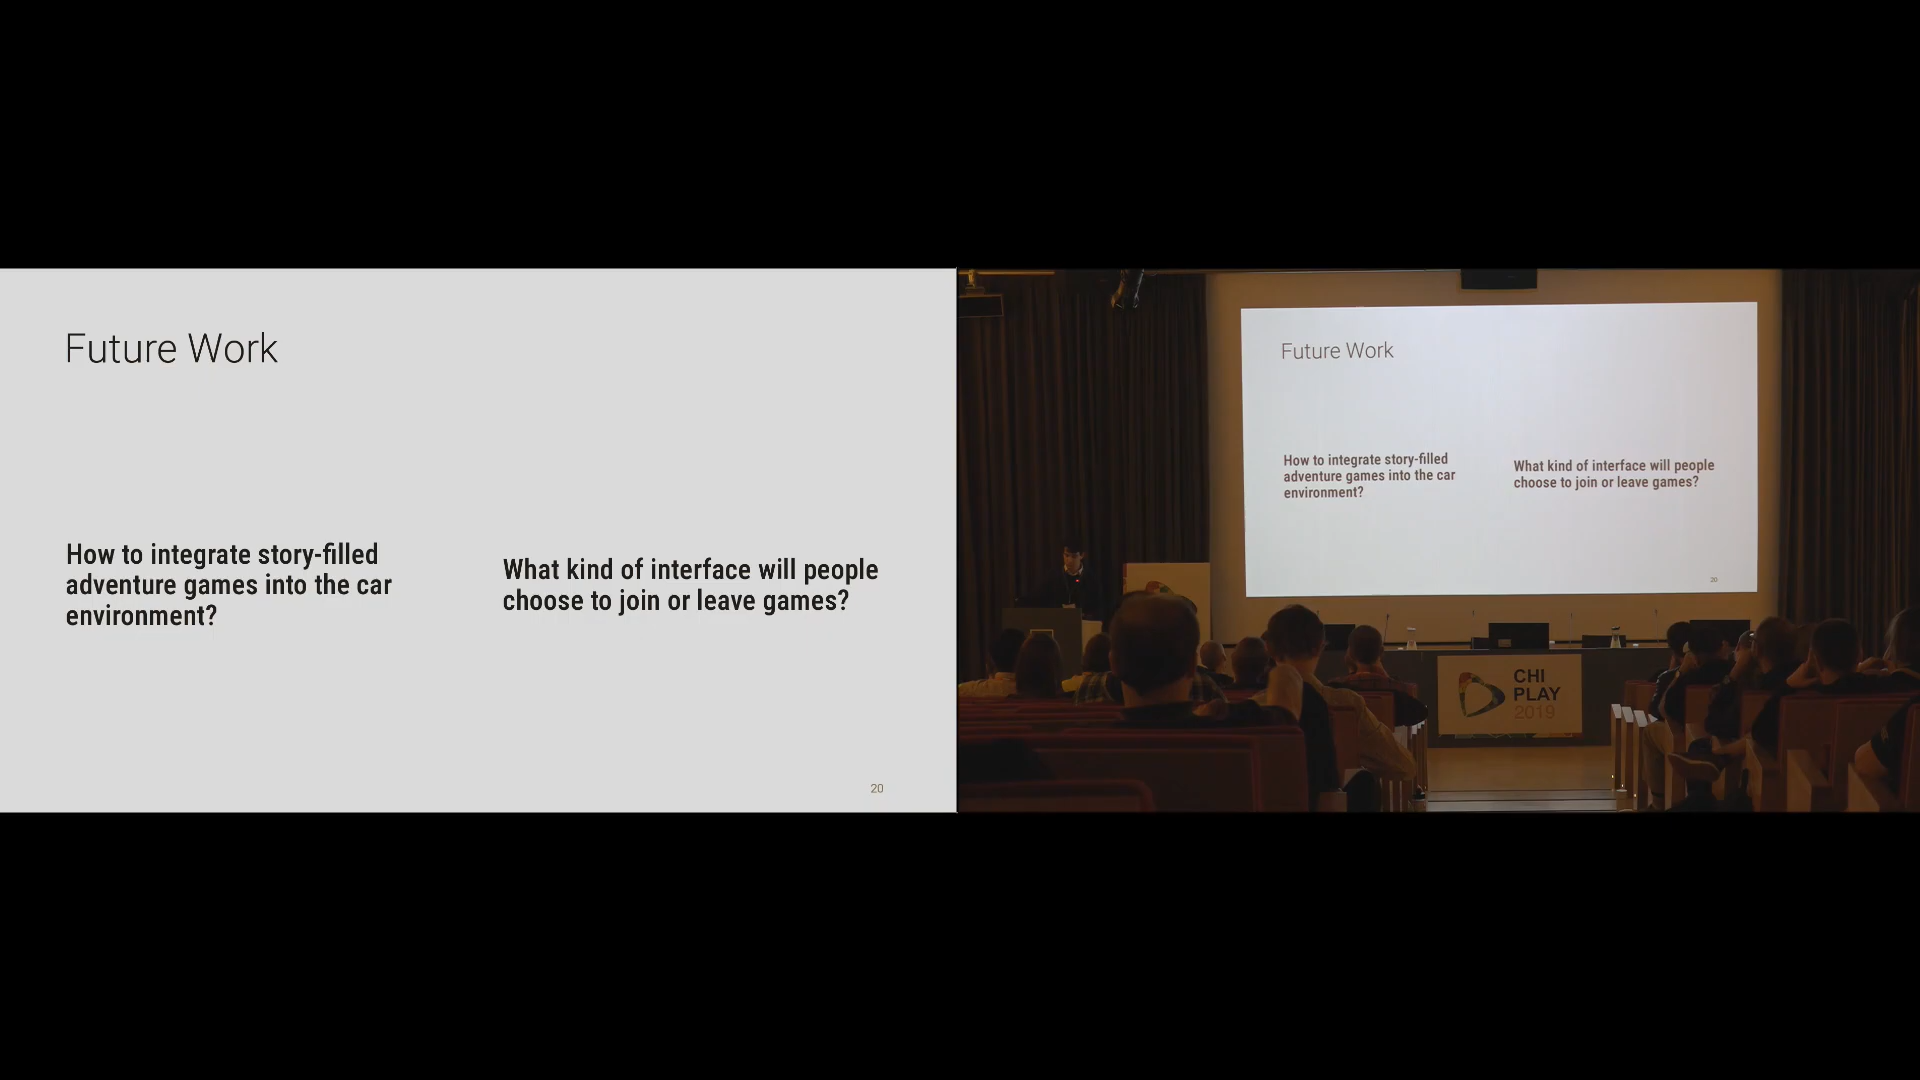 Future Work
How to integrate story-filled
adventure games into the car
environment?
What kind of interface will people
choose to join or leave games?
20
Future Work
How to integrate story-filled
adventure games into the car
environment?
What kind of interface will people
choose to join or leave games?
20
CHI
PLAY
2019